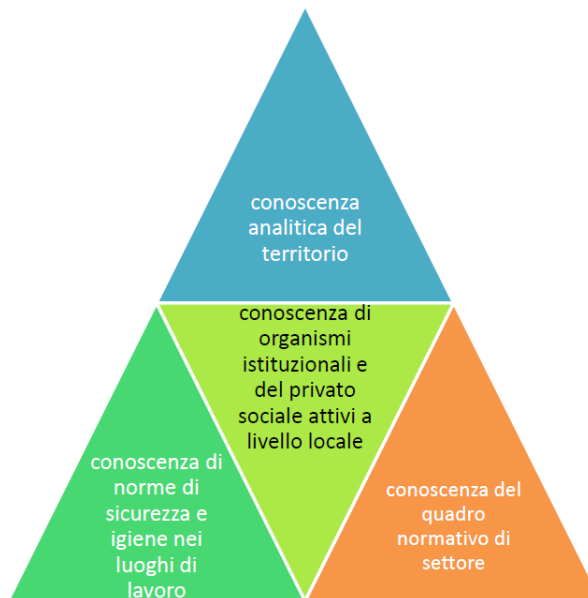 conoscenza
analitica del
territorio
conoscenza di
organismi
istituzionali e
del privato
sociale attivi a
livello locale
conoscenza di
norme di
sicurezza e
igiene nei
luoghi di
lavoro
conoscenza del
quadro
normativo di
settore